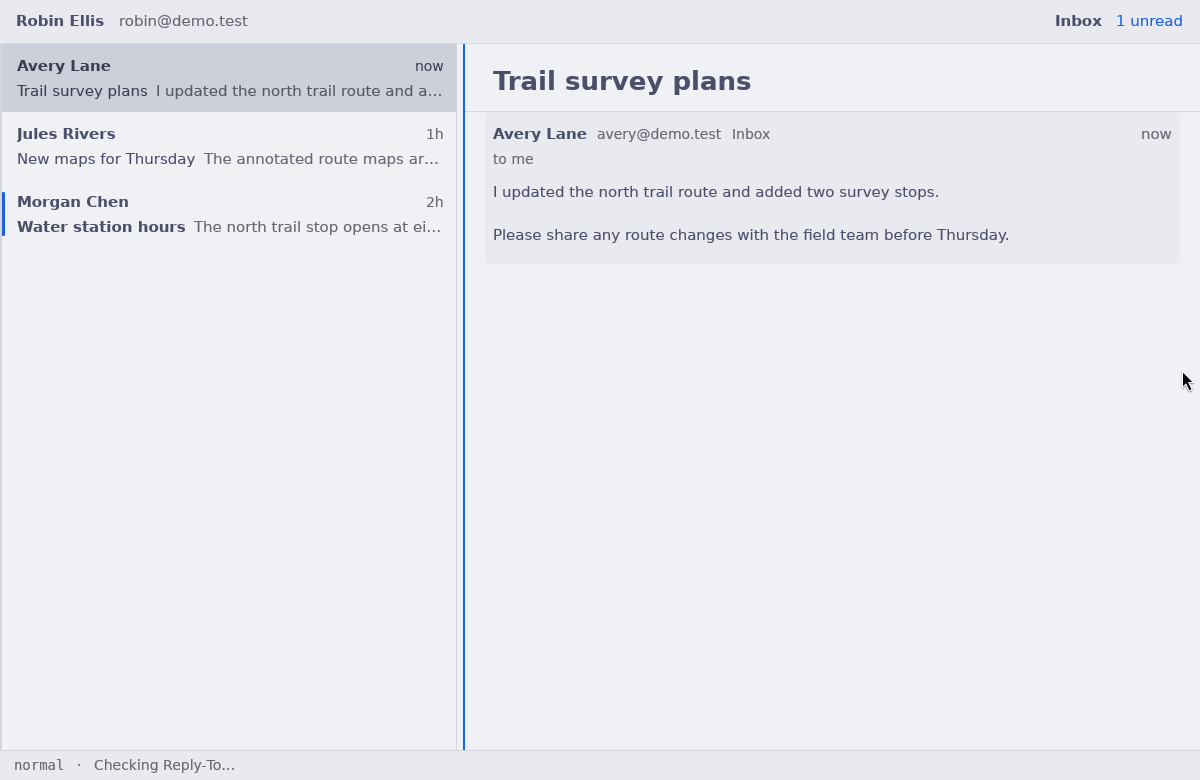 Robin Ellis robin@demo.test Inbox 1 unread
Avery Lane now
Trail survey plans I updated the north trail route and a…
Jules Rivers 1h
New maps for Thursday The annotated route maps ar…
Morgan Chen 2h
Water station hours The north trail stop opens at ei…
Trail survey plans
Avery Lane avery@demo.test Inbox now
to me
I updated the north trail route and added two survey stops.
Please share any route changes with the field team before Thursday.
normal · Checking Reply-To…